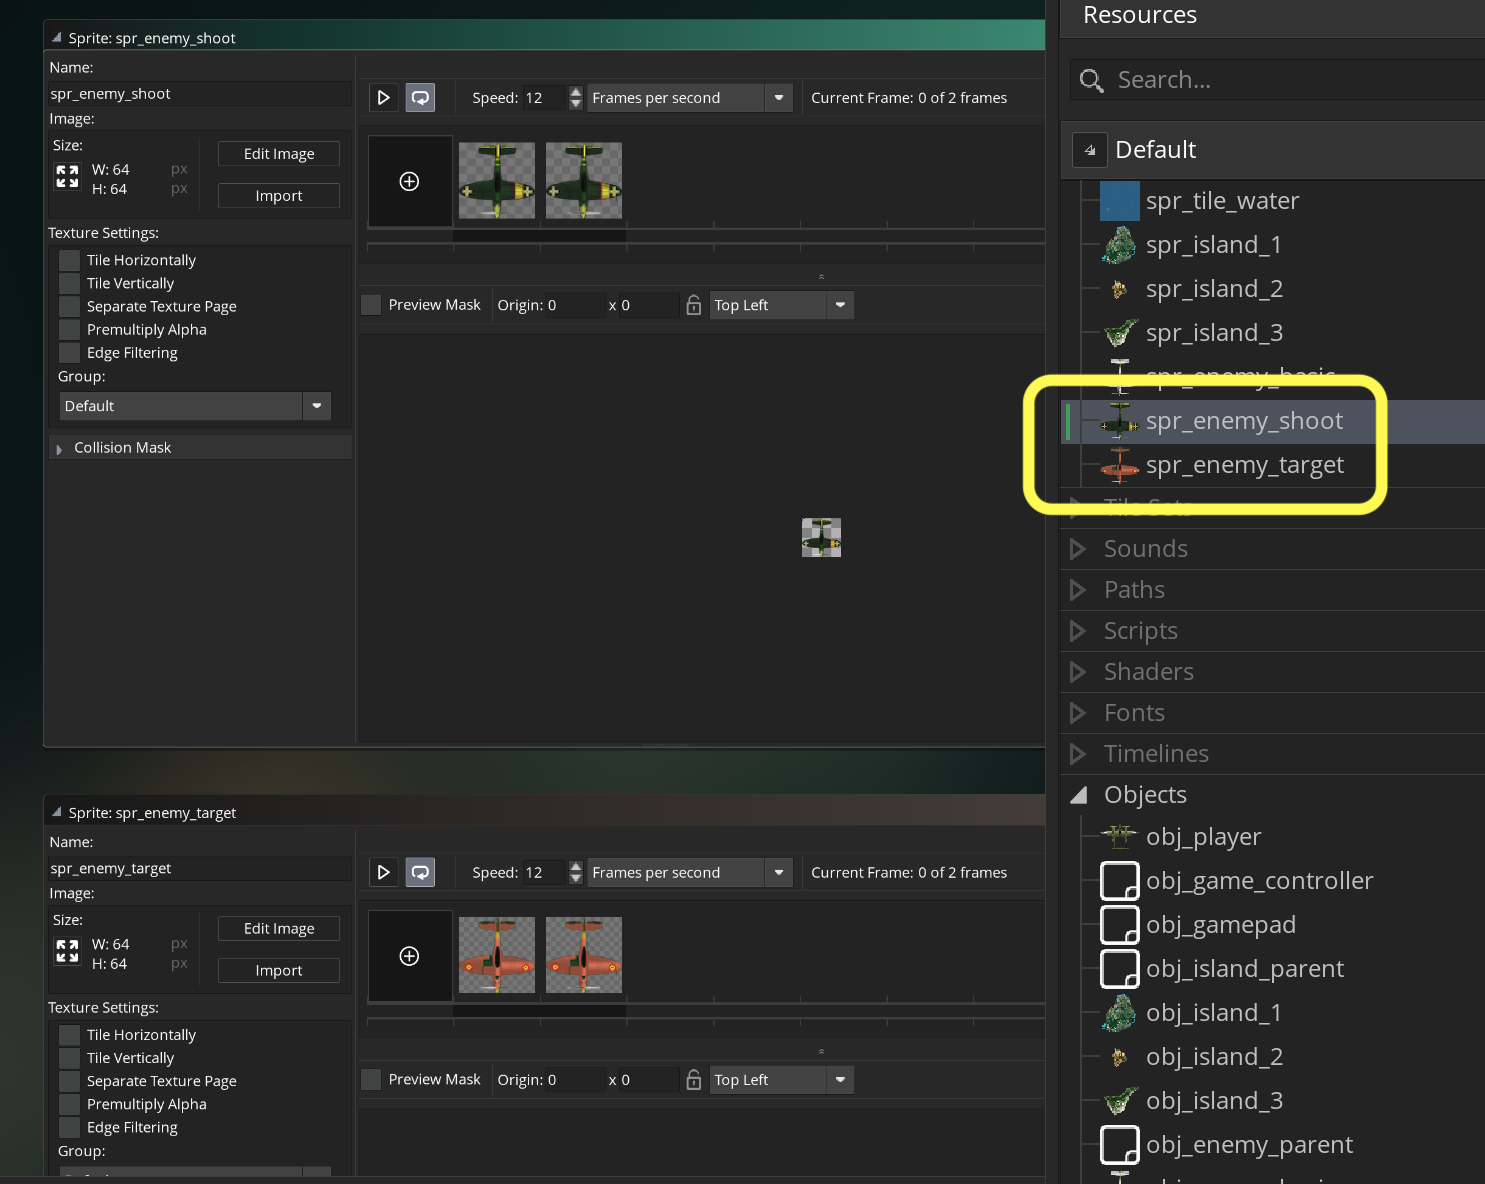 Sprite: spr_enemy_shoot
Name:
spr_enemy_shoot
Image:
Size:
W: 64 px
H: 64 px
Edit Image
Import
Texture Settings:
Tile Horizontally
Tile Vertically
Separate Texture Page
Premultiply Alpha
Edge Filtering
Group:
Default
Collision Mask
Speed: 12 Frames per second Current Frame: 0 of 2 frames
Preview Mask Origin: 0 x 0 Top Left
Sprite: spr_enemy_target
Name:
spr_enemy_target
Image:
Size:
W: 64 px
H: 64 px
Edit Image
Import
Texture Settings:
Tile Horizontally
Tile Vertically
Separate Texture Page
Premultiply Alpha
Edge Filtering
Group:
Speed: 12 Frames per second Current Frame: 0 of 2 frames
Preview Mask Origin: 0 x 0 Top Left
Resources
Search...
Default
spr_tile_water
spr_island_1
spr_island_2
spr_island_3
spr_enemy_basic
spr_enemy_shoot
spr_enemy_target
Tile Sets
Sounds
Paths
Scripts
Shaders
Fonts
Timelines
Objects
obj_player
obj_game_controller
obj_gamepad
obj_island_parent
obj_island_1
obj_island_2
obj_island_3
obj_enemy_parent